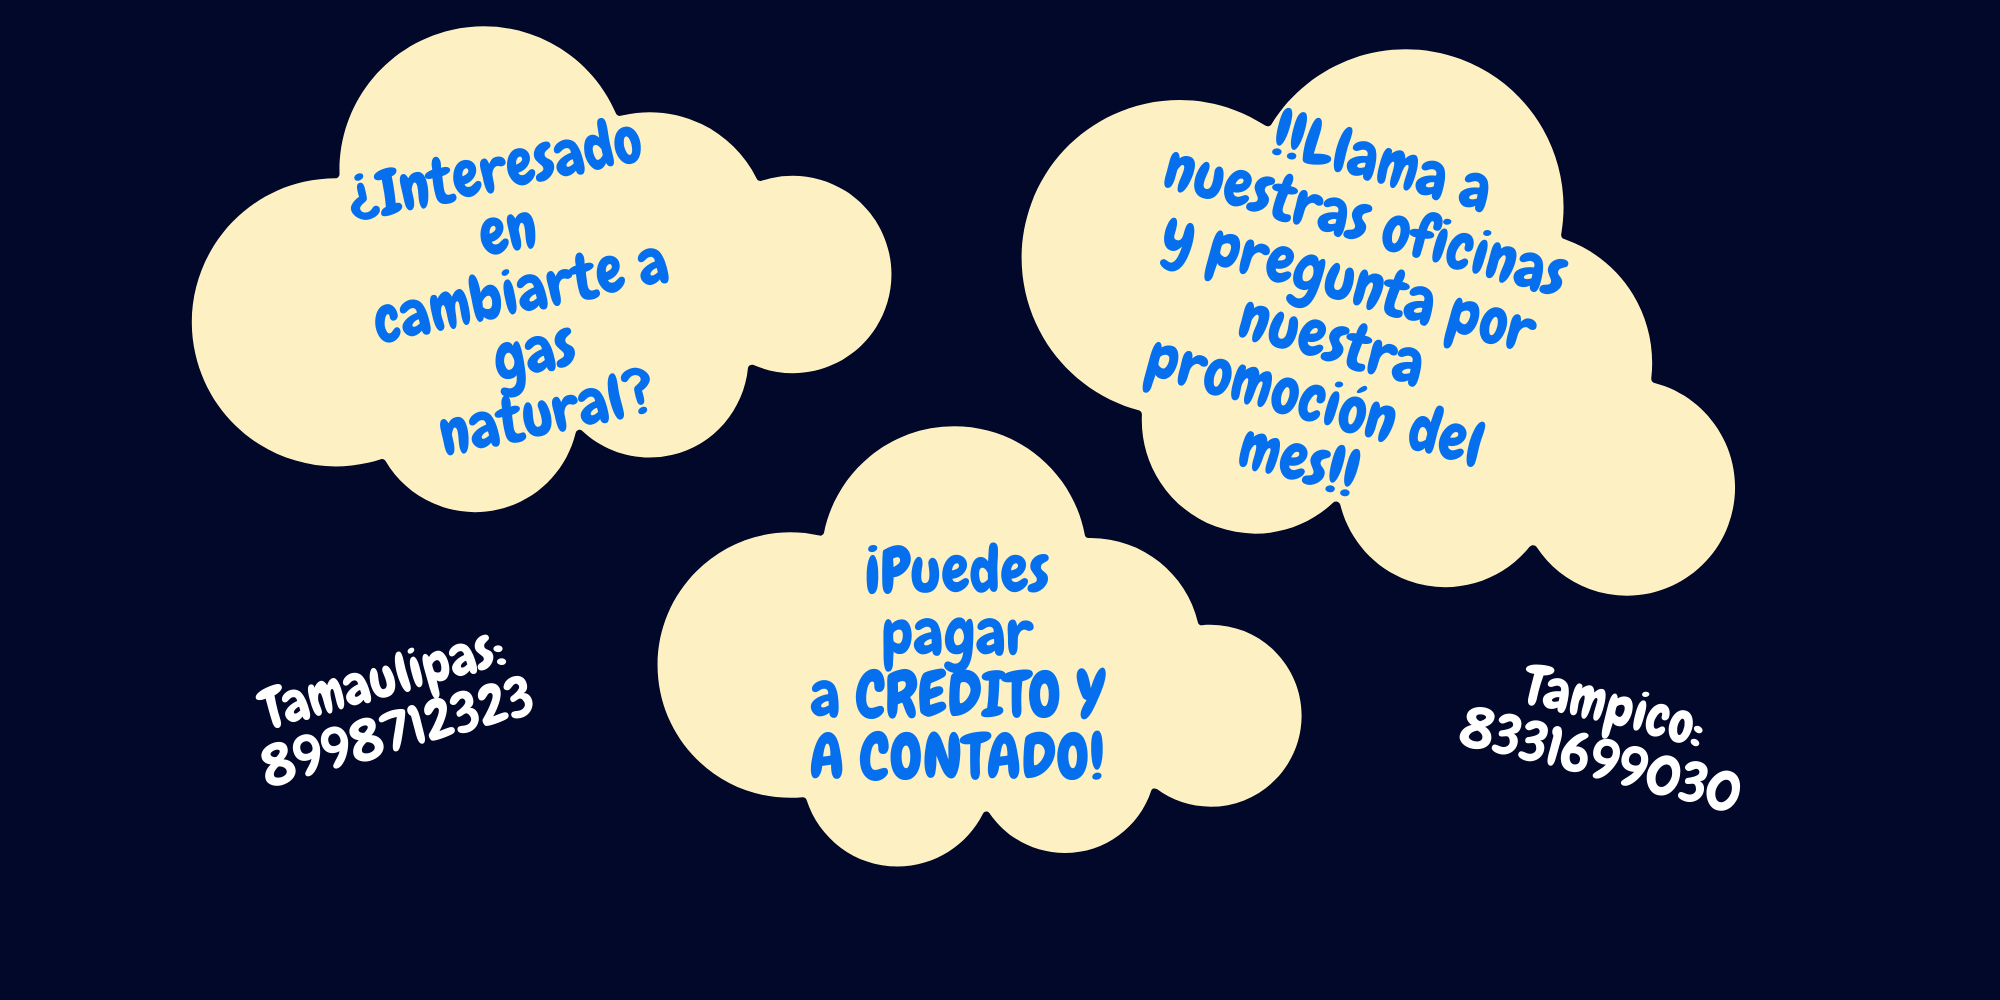 ¿Interesado
en
cambiarte a
gas
natural?
!!Llama a
nuestras oficinas
y pregunta por
nuestra
promoción del
mes!!
¡Puedes
pagar
a CREDITO Y
A CONTADO!
Tamaulipas:
8998712323
Tampico:
8331699030